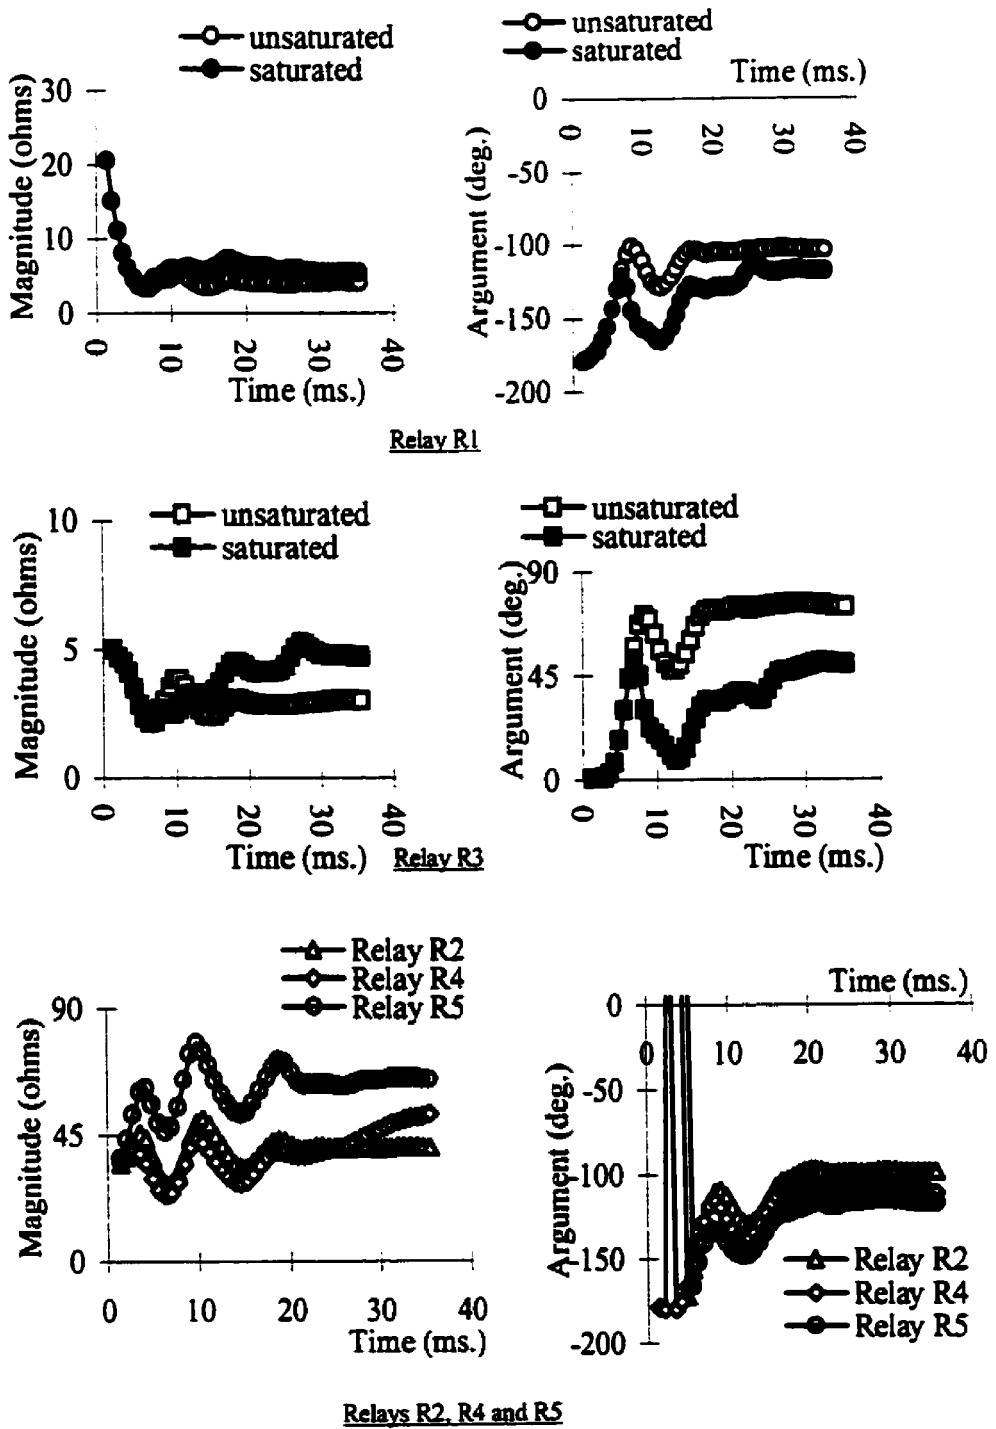 unsaturated
saturated
Magnitude (ohms)
30
20
10
0
0
10
20
30
40
Time (ms.)
unsaturated
saturated
Time (ms.)
Argument (deg.)
0
-50
-100
-150
-200
0
10
20
30
40
Relay R1
unsaturated
saturated
Magnitude (ohms)
10
5
0
0
10
20
30
40
Time (ms.)
unsaturated
saturated
Argument (deg.)
90
45
0
0
10
20
30
40
Time (ms.)
Relay R3
Relay R2
Relay R4
Relay R5
Magnitude (ohms)
90
45
0
0
10
20
30
40
Time (ms.)
Time (ms.)
Argument (deg.)
0
-50
-100
-150
-200
0
10
20
30
40
Relay R2
Relay R4
Relay R5
Relays R2, R4 and R5